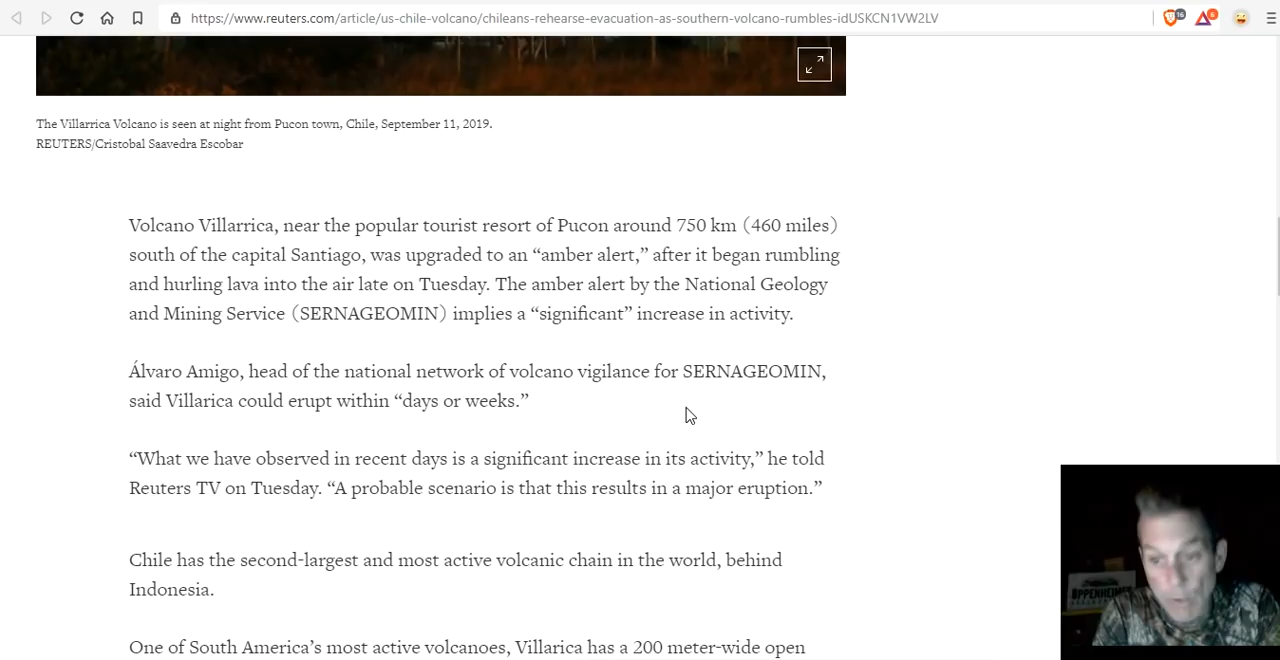 https://www.reuters.com/article/us-chile-volcano/chileans-rehearse-evacuation-as-southern-volcano-rumbles-idUSKCN1VW2LV
16
6
The Villarrica Volcano is seen at night from Pucon town, Chile, September 11, 2019.
REUTERS/Cristobal Saavedra Escobar
Volcano Villarrica, near the popular tourist resort of Pucon around 750 km (460 miles)
south of the capital Santiago, was upgraded to an “amber alert,” after it began rumbling
and hurling lava into the air late on Tuesday. The amber alert by the National Geology
and Mining Service (SERNAGEOMIN) implies a “significant” increase in activity.
Álvaro Amigo, head of the national network of volcano vigilance for SERNAGEOMIN,
said Villarica could erupt within “days or weeks.”
“What we have observed in recent days is a significant increase in its activity,” he told
Reuters TV on Tuesday. “A probable scenario is that this results in a major eruption.”
Chile has the second-largest and most active volcanic chain in the world, behind
Indonesia.
One of South America’s most active volcanoes, Villarica has a 200 meter-wide open